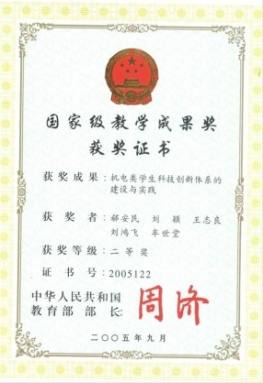 国家级教学成果奖
获奖证书
获奖成果:机电类学生科技创新体系的
建设与实践
获奖者:郝安民 刘颖 王志良
刘鸿飞 车世堂
获奖等级:二等奖
证书号:2005122
中华人民共和国
教育部部长:周济
二〇〇五年九月